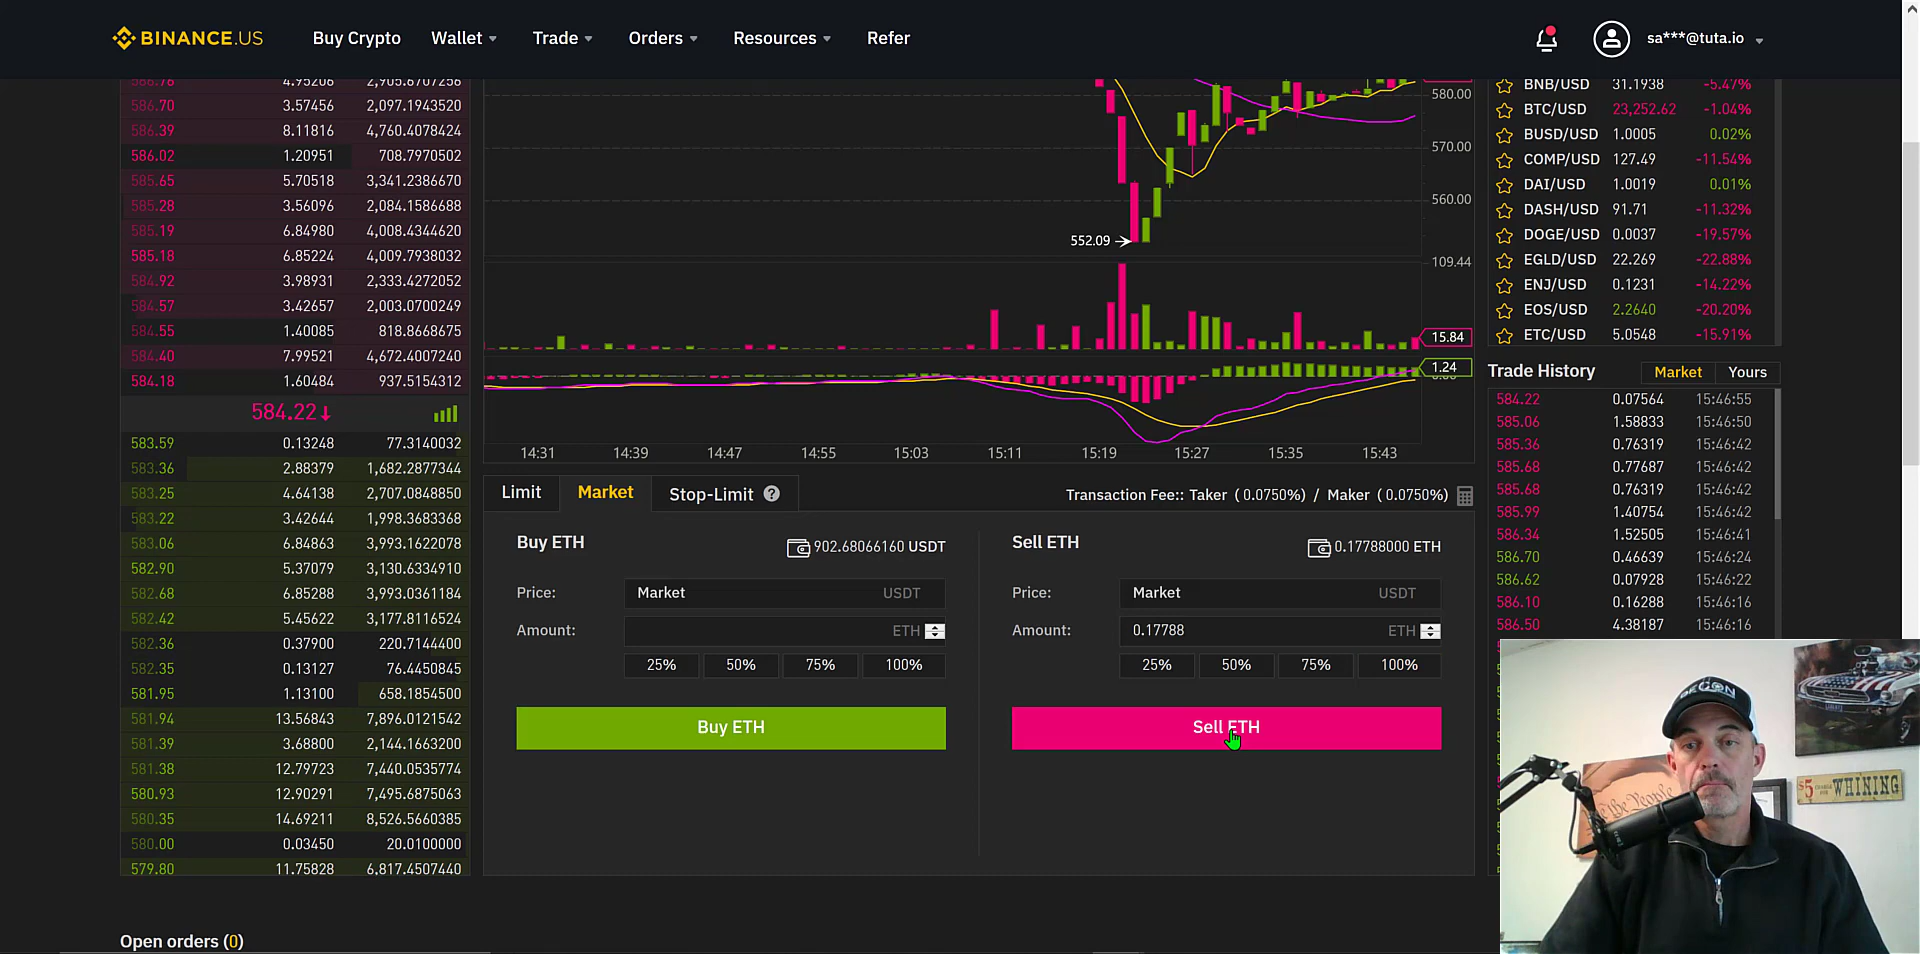 BINANCE.US
Buy Crypto
Wallet
Trade
Orders
Resources
Refer
sa***@tuta.io
586.76 4.95206 2,905.6707256
586.70 3.57456 2,097.1943520
586.39 8.11816 4,760.4078424
586.02 1.20951 708.7970502
585.65 5.70518 3,341.2386670
585.28 3.56096 2,084.1586688
585.19 6.84980 4,008.4344620
585.18 6.85224 4,009.7938032
584.92 3.98931 2,333.4272052
584.57 3.42657 2,003.0700249
584.55 1.40085 818.8668675
584.40 7.99521 4,672.4007240
584.18 1.60484 937.5154312
584.22↓
583.59 0.13248 77.3140032
583.36 2.88379 1,682.2877344
583.25 4.64138 2,707.0848850
583.22 3.42644 1,998.3683368
583.06 6.84863 3,993.1622078
582.90 5.37079 3,130.6334910
582.68 6.85288 3,993.0361184
582.42 5.45622 3,177.8116524
582.36 0.37900 220.7144400
582.35 0.13127 76.4450845
581.95 1.13100 658.1854500
581.94 13.56843 7,896.0121542
581.39 3.68800 2,144.1663200
581.38 12.79723 7,440.0535774
580.93 12.90291 7,495.6875063
580.35 14.69211 8,526.5660385
580.00 0.03450 20.0100000
579.80 11.75828 6,817.4507440
580.00
570.00
560.00
552.09
109.44
15.84
1.24
14:31 14:39 14:47 14:55 15:03 15:11 15:19 15:27 15:35 15:43
Limit
Market
Stop-Limit ?
Transaction Fee:: Taker ( 0.0750% ) / Maker ( 0.0750% )
Buy ETH
902.68066160 USDT
Price: Market USDT
Amount: ETH
25% 50% 75% 100%
Buy ETH
Sell ETH
0.17788000 ETH
Price: Market USDT
Amount: 0.17788 ETH
25% 50% 75% 100%
Sell ETH
BNB/USD 31.1938 -5.47%
BTC/USD 23,252.62 -1.04%
BUSD/USD 1.0005 0.02%
COMP/USD 127.49 -11.54%
DAI/USD 1.0019 0.01%
DASH/USD 91.71 -11.32%
DOGE/USD 0.0037 -19.57%
EGLD/USD 22.269 -22.88%
ENJ/USD 0.1231 -14.22%
EOS/USD 2.2640 -20.20%
ETC/USD 5.0548 -15.91%
Trade History
Market
Yours
584.22 0.07564 15:46:55
585.06 1.58833 15:46:50
585.36 0.76319 15:46:42
585.68 0.77687 15:46:42
585.68 0.76319 15:46:42
585.99 1.40754 15:46:42
586.34 1.52505 15:46:41
586.70 0.46639 15:46:24
586.62 0.07928 15:46:22
586.10 0.16288 15:46:16
586.50 4.38187 15:46:16
$5
WHINING
We the People
Open orders (0)